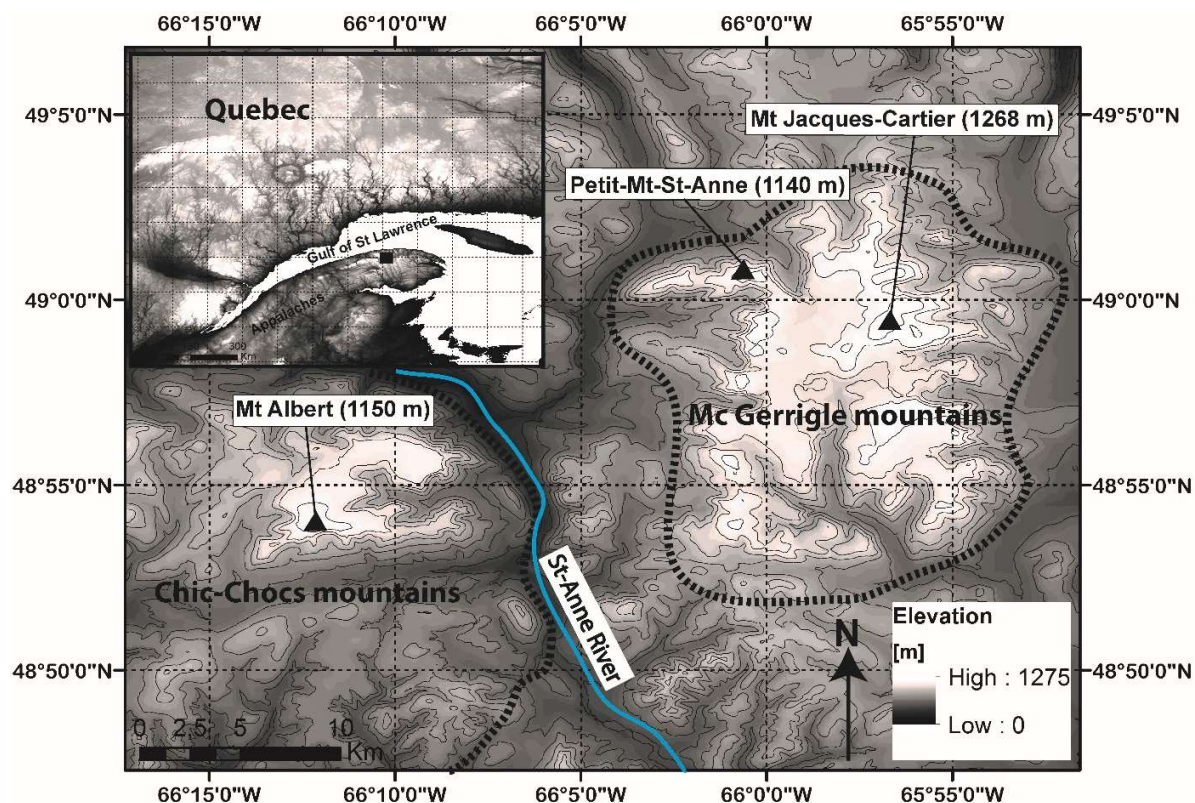 66°15'0"W 66°10'0"W 66°5'0"W 66°0'0"W 65°55'0"W
49°5'0"N
49°0'0"N
48°55'0"N
48°50'0"N
Quebec
Gulf of St Lawrence
Appalaches
300
Km
Mt Jacques-Cartier (1268 m)
Petit-Mt-St-Anne (1140 m)
Mt Albert (1150 m)
Mc Gerrigle mountains
Chic-Chocs mountains
St-Anne River
N
Elevation
[m]
High : 1275
Low : 0
0 2,5 5 10
Km
49°5'0"N
49°0'0"N
48°55'0"N
48°50'0"N
66°15'0"W 66°10'0"W 66°5'0"W 66°0'0"W 65°55'0"W